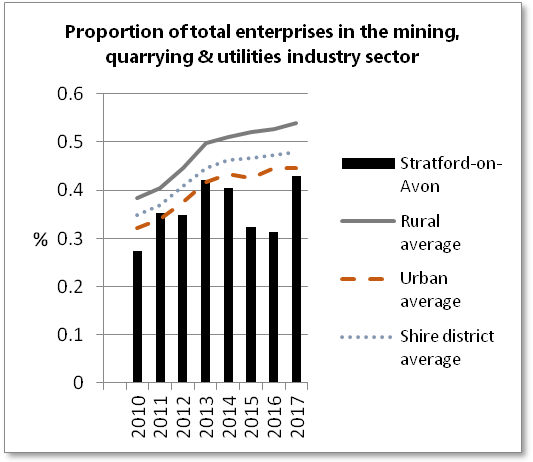 Proportion of total enterprises in the mining,
quarrying & utilities industry sector
0.6
0.5
0.4
0.3
0.2
0.1
0
%
2010
2011
2012
2013
2014
2015
2016
2017
Stratford-on-
Avon
Rural
average
Urban
average
Shire district
average